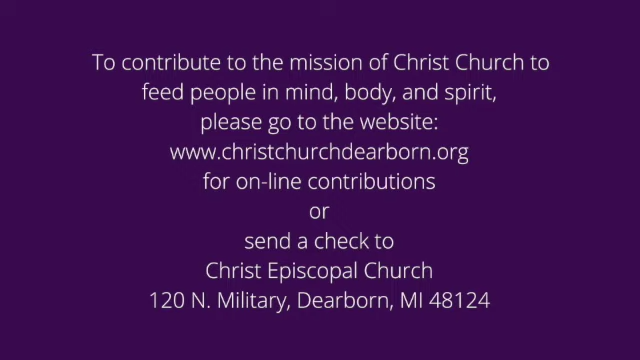 To contribute to the mission of Christ Church to
feed people in mind, body, and spirit,
please go to the website:
www.christchurchdearborn.org
for on-line contributions
or
send a check to
Christ Episcopal Church
120 N. Military, Dearborn, MI 48124